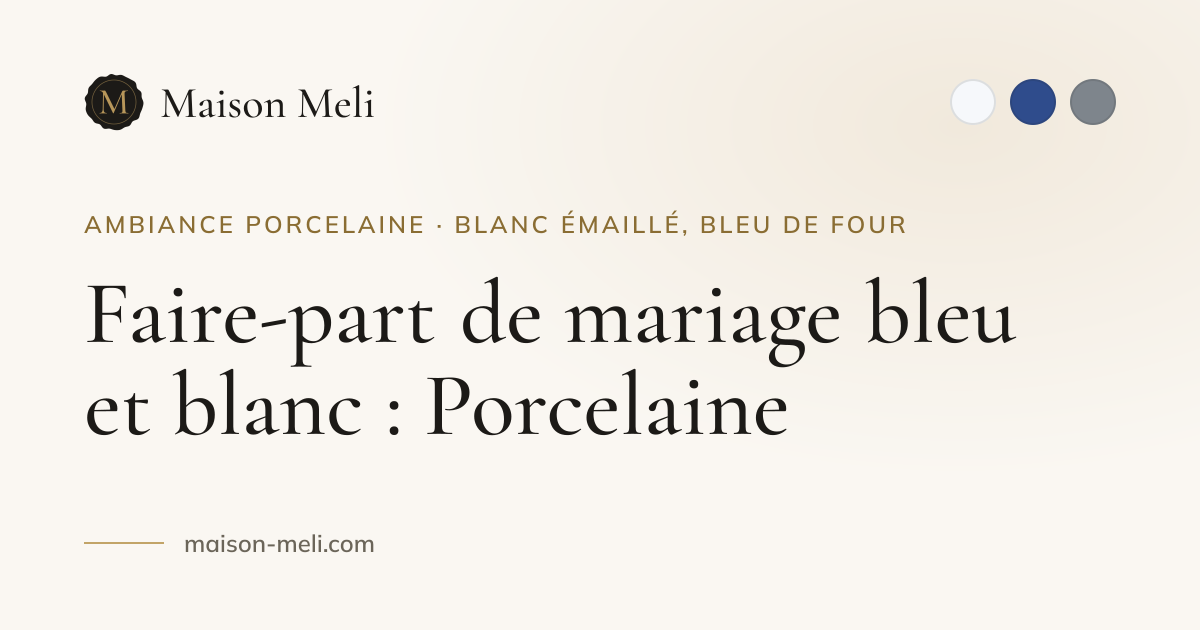 M
Maison Meli
AMBIANCE PORCELAINE · BLANC ÉMAILLÉ, BLEU DE FOUR
Faire-part de mariage bleu
et blanc : Porcelaine
maison-meli.com